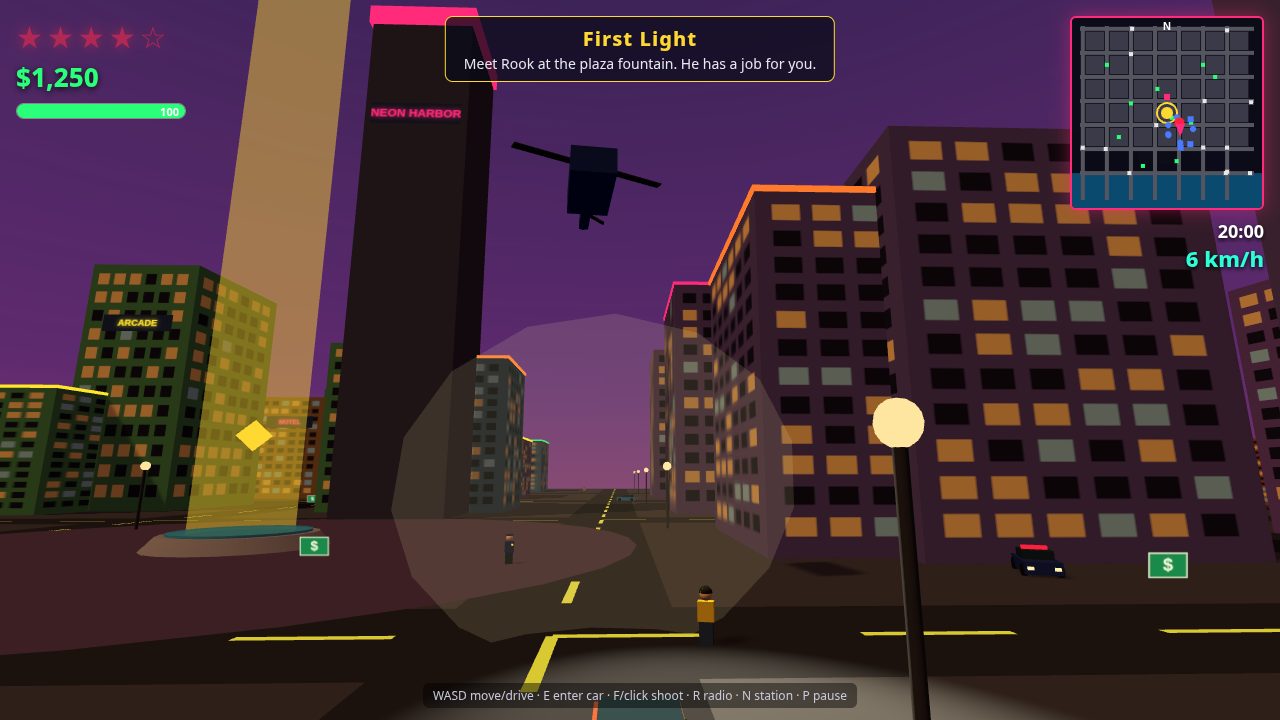 ★★★★☆
$1,250
100
First Light
Meet Rook at the plaza fountain. He has a job for you.
N
20:00
6 km/h
NEON HARBOR
ARCADE
MOTEL
$
$
$
WASD move/drive · E enter car · F/click shoot · R radio · N station · P pause